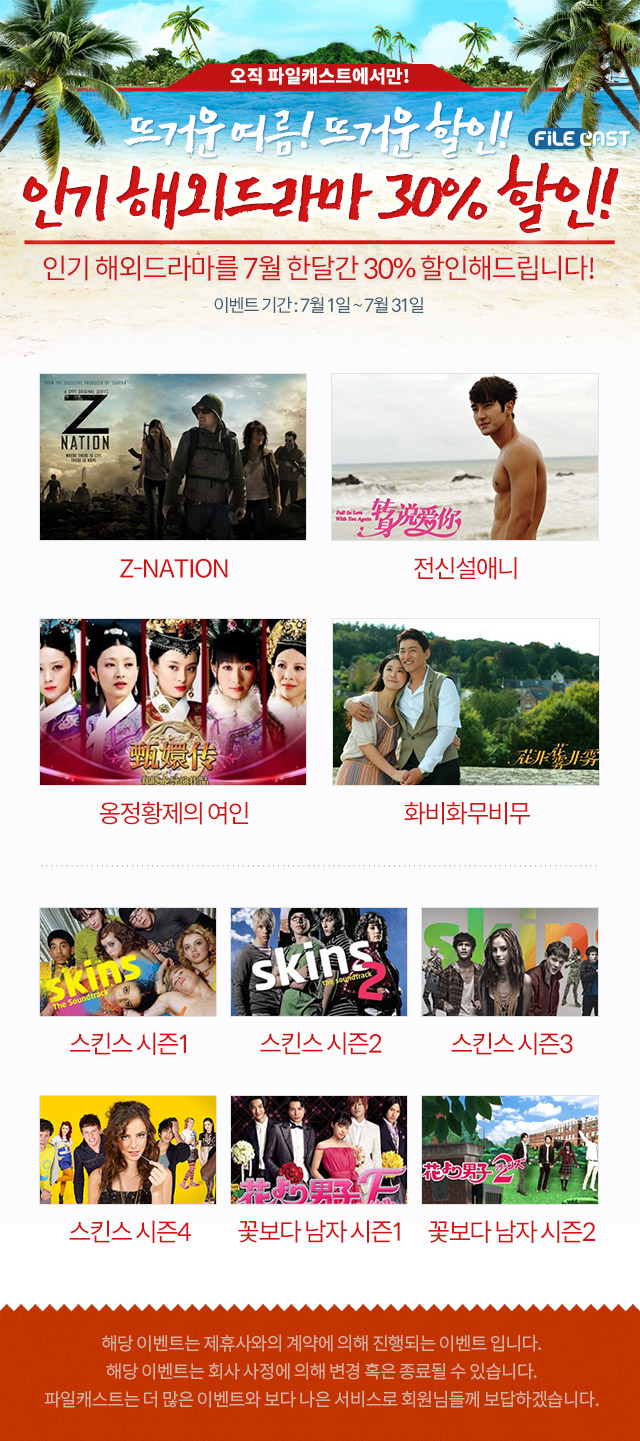 오직 파일캐스트에서만!
뜨거운 여름! 뜨거운 할인!
FiLE CAST
인기 해외드라마 30% 할인!
인기 해외드라마를 7월 한달간 30% 할인해드립니다!
이벤트 기간 : 7월 1일 ~ 7월 31일
FROM THE EXECUTIVE PRODUCER OF "EUREKA"
A SYFY ORIGINAL SERIES
Z
NATION
WHERE THERE IS LIFE,
THERE IS HOPE.
Fall In Love
With You Again
转身说爱你
Z-NATION
전신설애니
甄嬛传
花非花雾非雾
옹정황제의 여인
화비화무비무
skins
The Soundtrack
skins
the soundtrack
2
skins
스킨스 시즌1
스킨스 시즌2
스킨스 시즌3
花より男子F
花より男子2
스킨스 시즌4
꽃보다 남자 시즌1
꽃보다 남자 시즌2
해당 이벤트는 제휴사와의 계약에 의해 진행되는 이벤트 입니다.
해당 이벤트는 회사 사정에 의해 변경 혹은 종료될 수 있습니다.
파일캐스트는 더 많은 이벤트와 보다 나은 서비스로 회원님들께 보답하겠습니다.